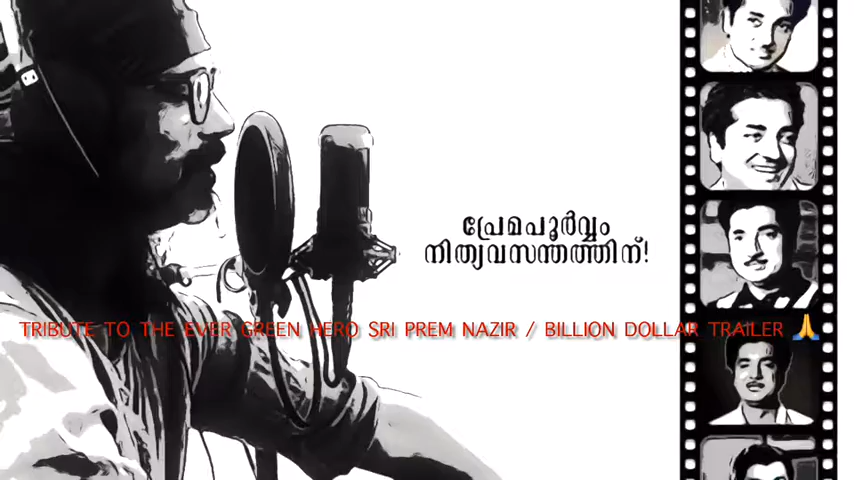 പ്രേമപൂർവ്വം
നിത്യവസന്തത്തിന്!
TRIBUTE TO THE EVER GREEN HERO SRI PREM NAZIR / BILLION DOLLAR TRAILER 🙏